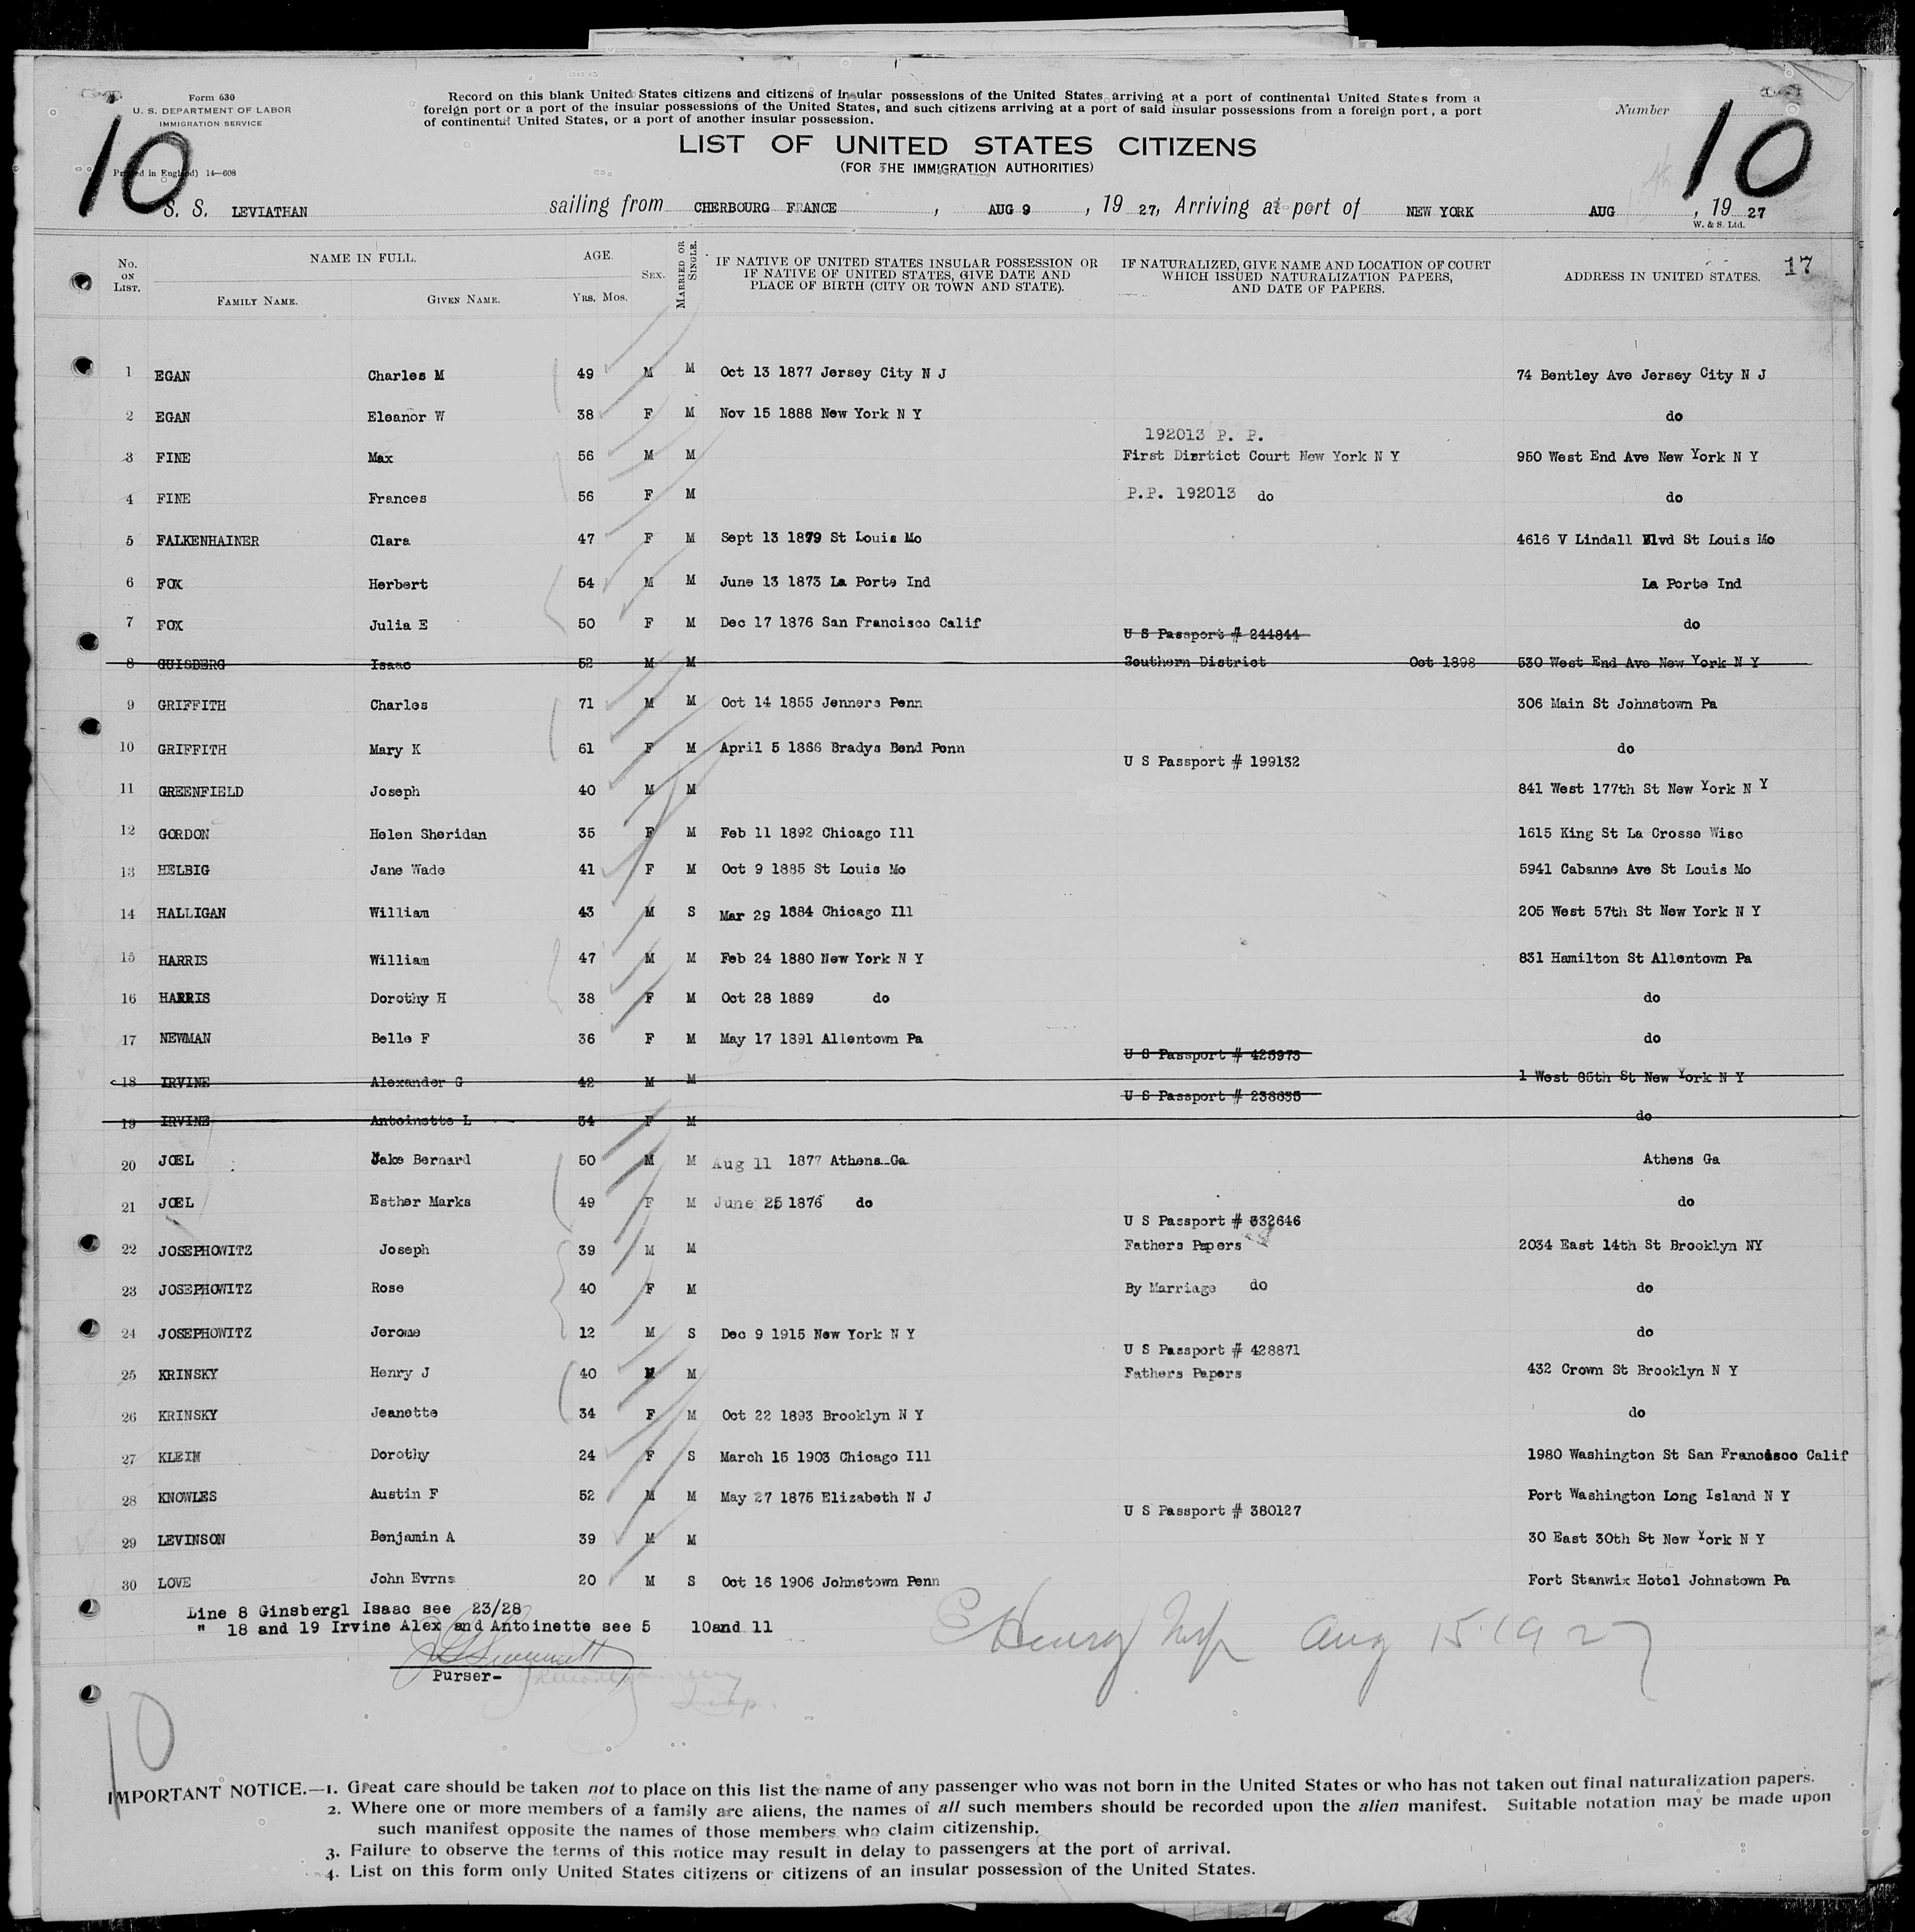 Form 630
U. S. DEPARTMENT OF LABOR
IMMIGRATION SERVICE
Record on this blank United States citizens and citizens of insular possessions of the United States arriving at a port of continental United States from a
foreign port or a port of the insular possessions of the United States, and such citizens arriving at a port of said insular possessions from a foreign port, a port
of continental United States, or a port of another insular possession.
Number
10
10
LIST OF UNITED STATES CITIZENS
(FOR THE IMMIGRATION AUTHORITIES)
(Printed in England) 14—608
S. S. LEVIATHAN sailing from CHERBOURG FRANCE, AUG 9, 19 27, Arriving at port of NEW YORK AUG, 19 27
W. & S. Ltd.
No. ON LIST. NAME IN FULL. FAMILY NAME. GIVEN NAME. AGE. YRS. MOS. SEX. MARRIED OR SINGLE. IF NATIVE OF UNITED STATES INSULAR POSSESSION OR IF NATIVE OF UNITED STATES, GIVE DATE AND PLACE OF BIRTH (CITY OR TOWN AND STATE). IF NATURALIZED, GIVE NAME AND LOCATION OF COURT WHICH ISSUED NATURALIZATION PAPERS, AND DATE OF PAPERS. ADDRESS IN UNITED STATES. 17
1 EGAN Charles M 49 M M Oct 13 1877 Jersey City N J 74 Bentley Ave Jersey City N J
2 EGAN Eleanor W 38 F M Nov 15 1888 New York N Y do
192013 P. P.
3 FINE Max 56 M M First Disrtict Court New York N Y 950 West End Ave New York N Y
4 FINE Frances 56 F M P.P. 192013 do do
5 FALKENHAINER Clara 47 F M Sept 13 1879 St Louis Mo 4616 V Lindall Blvd St Louis Mo
6 FOX Herbert 54 M M June 13 1873 La Porte Ind La Porte Ind
7 FOX Julia E 50 F M Dec 17 1876 San Francisco Calif do
U S Passport # 244844
8 GUISBERG Isaac 52 M M Southern District Oct 1898 530 West End Ave New York N Y
9 GRIFFITH Charles 71 M M Oct 14 1855 Jenners Penn 306 Main St Johnstown Pa
10 GRIFFITH Mary K 61 F M April 5 1866 Bradys Bend Penn do
U S Passport # 199132
11 GREENFIELD Joseph 40 M M 841 West 177th St New York N Y
12 GORDON Helen Sheridan 35 F M Feb 11 1892 Chicago Ill 1615 King St La Crosse Wisc
13 HELBIG Jane Wade 41 F M Oct 9 1885 St Louis Mo 5941 Cabanne Ave St Louis Mo
14 HALLIGAN William 43 M S Mar 29 1884 Chicago Ill 205 West 57th St New York N Y
15 HARRIS William 47 M M Feb 24 1880 New York N Y 831 Hamilton St Allentown Pa
16 HARRIS Dorothy H 38 F M Oct 28 1889 do do
17 NEWMAN Belle F 36 F M May 17 1891 Allentown Pa do
U S Passport # 425973
18 IRVINE Alexander G 42 M M 1 West 85th St New York N Y
U S Passport # 238635
19 IRVINE Antoinette L 34 F M do
20 JOEL Jake Bernard 50 M M Aug 11 1877 Athens Ga Athens Ga
21 JOEL Esther Marks 49 F M June 25 1876 do do
U S Passport # 332646
22 JOSEPHOWITZ Joseph 39 M M Fathers Papers 2034 East 14th St Brooklyn NY
23 JOSEPHOWITZ Rose 40 F M By Marriage do do
24 JOSEPHOWITZ Jerome 12 M S Dec 9 1915 New York N Y do
U S Passport # 428871
25 KRINSKY Henry J 40 M M Fathers Papers 432 Crown St Brooklyn N Y
26 KRINSKY Jeanette 34 F M Oct 22 1893 Brooklyn N Y do
27 KLEIN Dorothy 24 F S March 15 1903 Chicago Ill 1980 Washington St San Francisco Calif
28 KNOWLES Austin F 52 M M May 27 1875 Elizabeth N J Port Washington Long Island N Y
U S Passport # 380127
29 LEVINSON Benjamin A 39 M M 30 East 30th St New York N Y
30 LOVE John Evrns 20 M S Oct 16 1906 Johnstown Penn Fort Stanwix Hotel Johnstown Pa
Line 8 Ginsbergl Isaac see 23/28
" 18 and 19 Irvine Alex and Antoinette see 5 10and 11
Henry Aug 15 1927
Purser-
Insp.
10
IMPORTANT NOTICE.—1. Great care should be taken not to place on this list the name of any passenger who was not born in the United States or who has not taken out final naturalization papers.
2. Where one or more members of a family are aliens, the names of all such members should be recorded upon the alien manifest. Suitable notation may be made upon
such manifest opposite the names of those members who claim citizenship.
3. Failure to observe the terms of this notice may result in delay to passengers at the port of arrival.
4. List on this form only United States citizens or citizens of an insular possession of the United States.